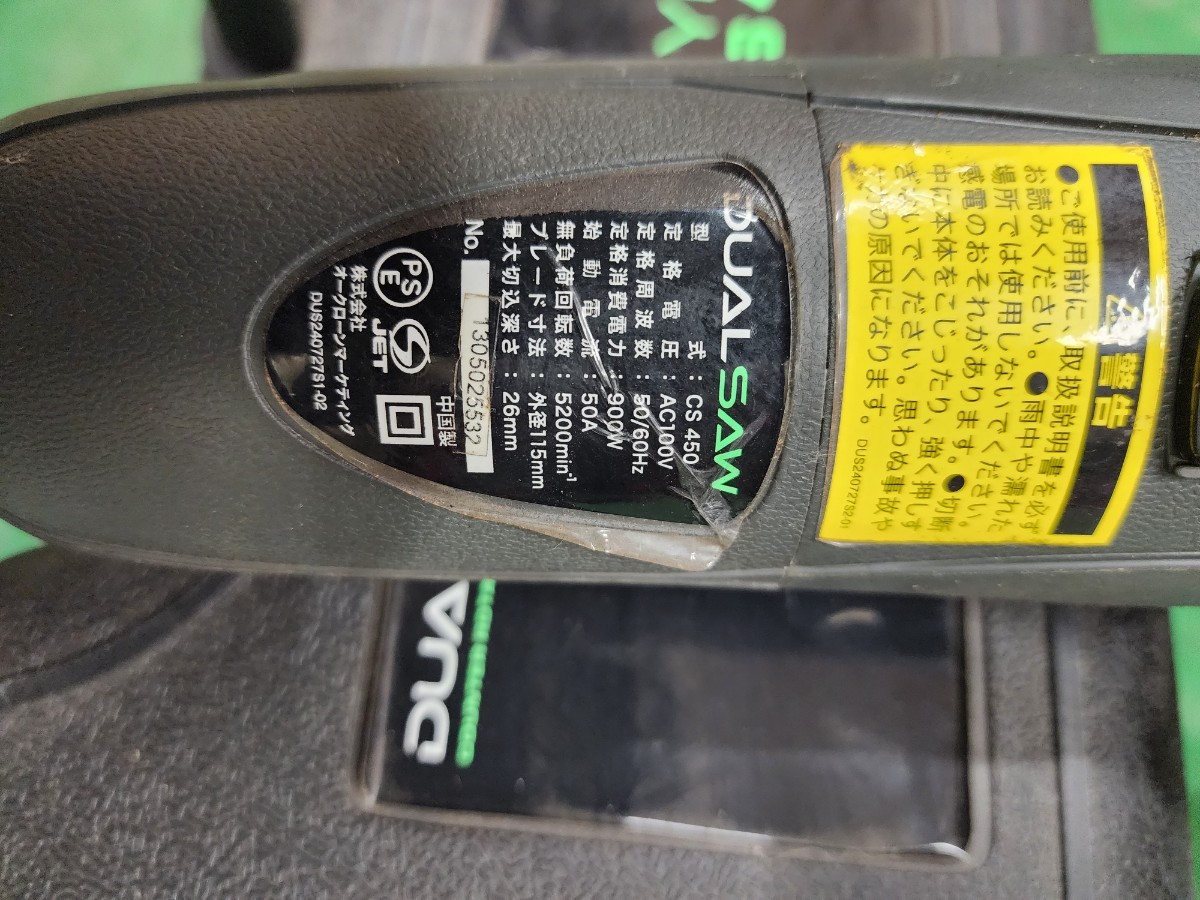 DUAL SAW
型式:CS 450
定格電圧:AC100V
定格周波数:50/60Hz
定格消費電力:900W
始動電流:50A
無負荷回転数:5200min⁻¹
ブレード寸法:外径115mm
最大切込深さ:26mm
No. 1305025532
中国製
PS
E
JET
株式会社
オークローンマーケティング
DUS240727S1-02
警告
●ご使用前に、取扱説明書を必ず
お読みください。●雨中や濡れた
場所では使用しないでください。
感電のおそれがあります。●切断
中に本体をこじったり、強く押しす
ぎないでください。思わぬ事故や
ケガの原因になります。
DUS240727S2-01
DUA